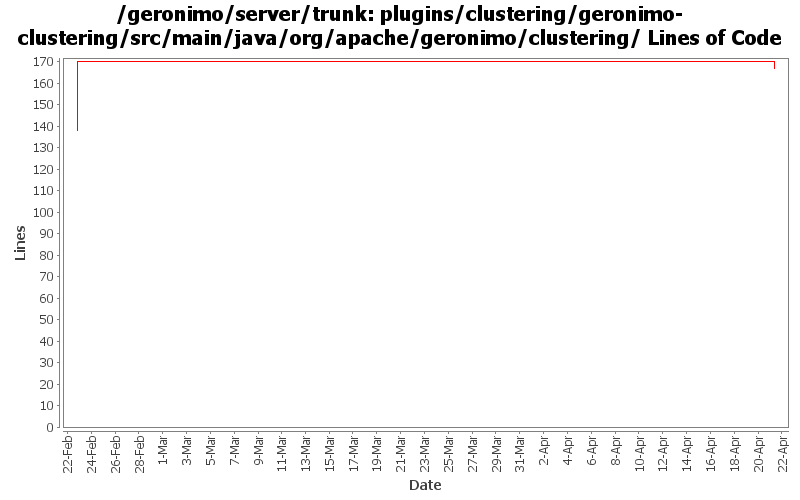 /geronimo/server/trunk: plugins/clustering/geronimo-
clustering/src/main/java/org/apache/geronimo/clustering/ Lines of Code
170
160
150
140
130
120
110
100
90
80
70
60
50
40
30
20
10
0
Lines
22-Feb
24-Feb
26-Feb
28-Feb
1-Mar
3-Mar
5-Mar
7-Mar
9-Mar
11-Mar
13-Mar
15-Mar
17-Mar
19-Mar
21-Mar
23-Mar
25-Mar
27-Mar
29-Mar
31-Mar
2-Apr
4-Apr
6-Apr
8-Apr
10-Apr
12-Apr
14-Apr
16-Apr
18-Apr
20-Apr
22-Apr
Date